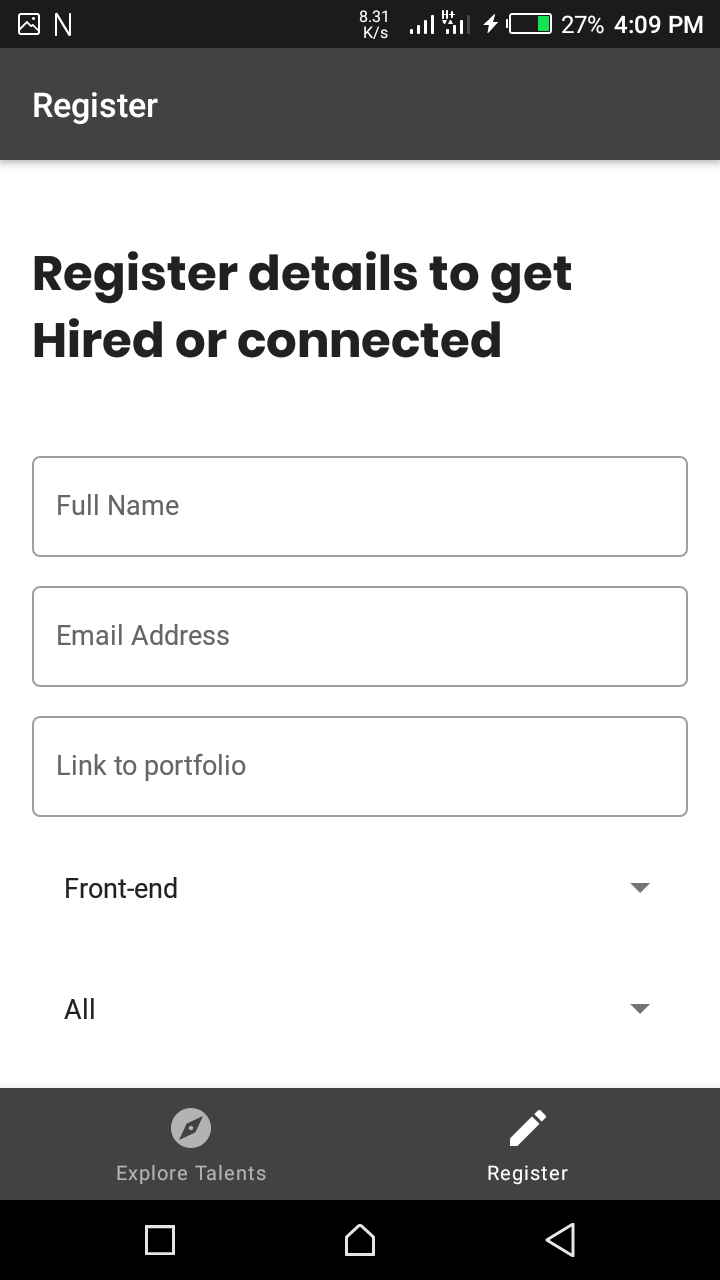 8.31 K/s H+ 27% 4:09 PM
Register
Register details to get
Hired or connected
Full Name
Email Address
Link to portfolio
Front-end
All
Explore Talents Register